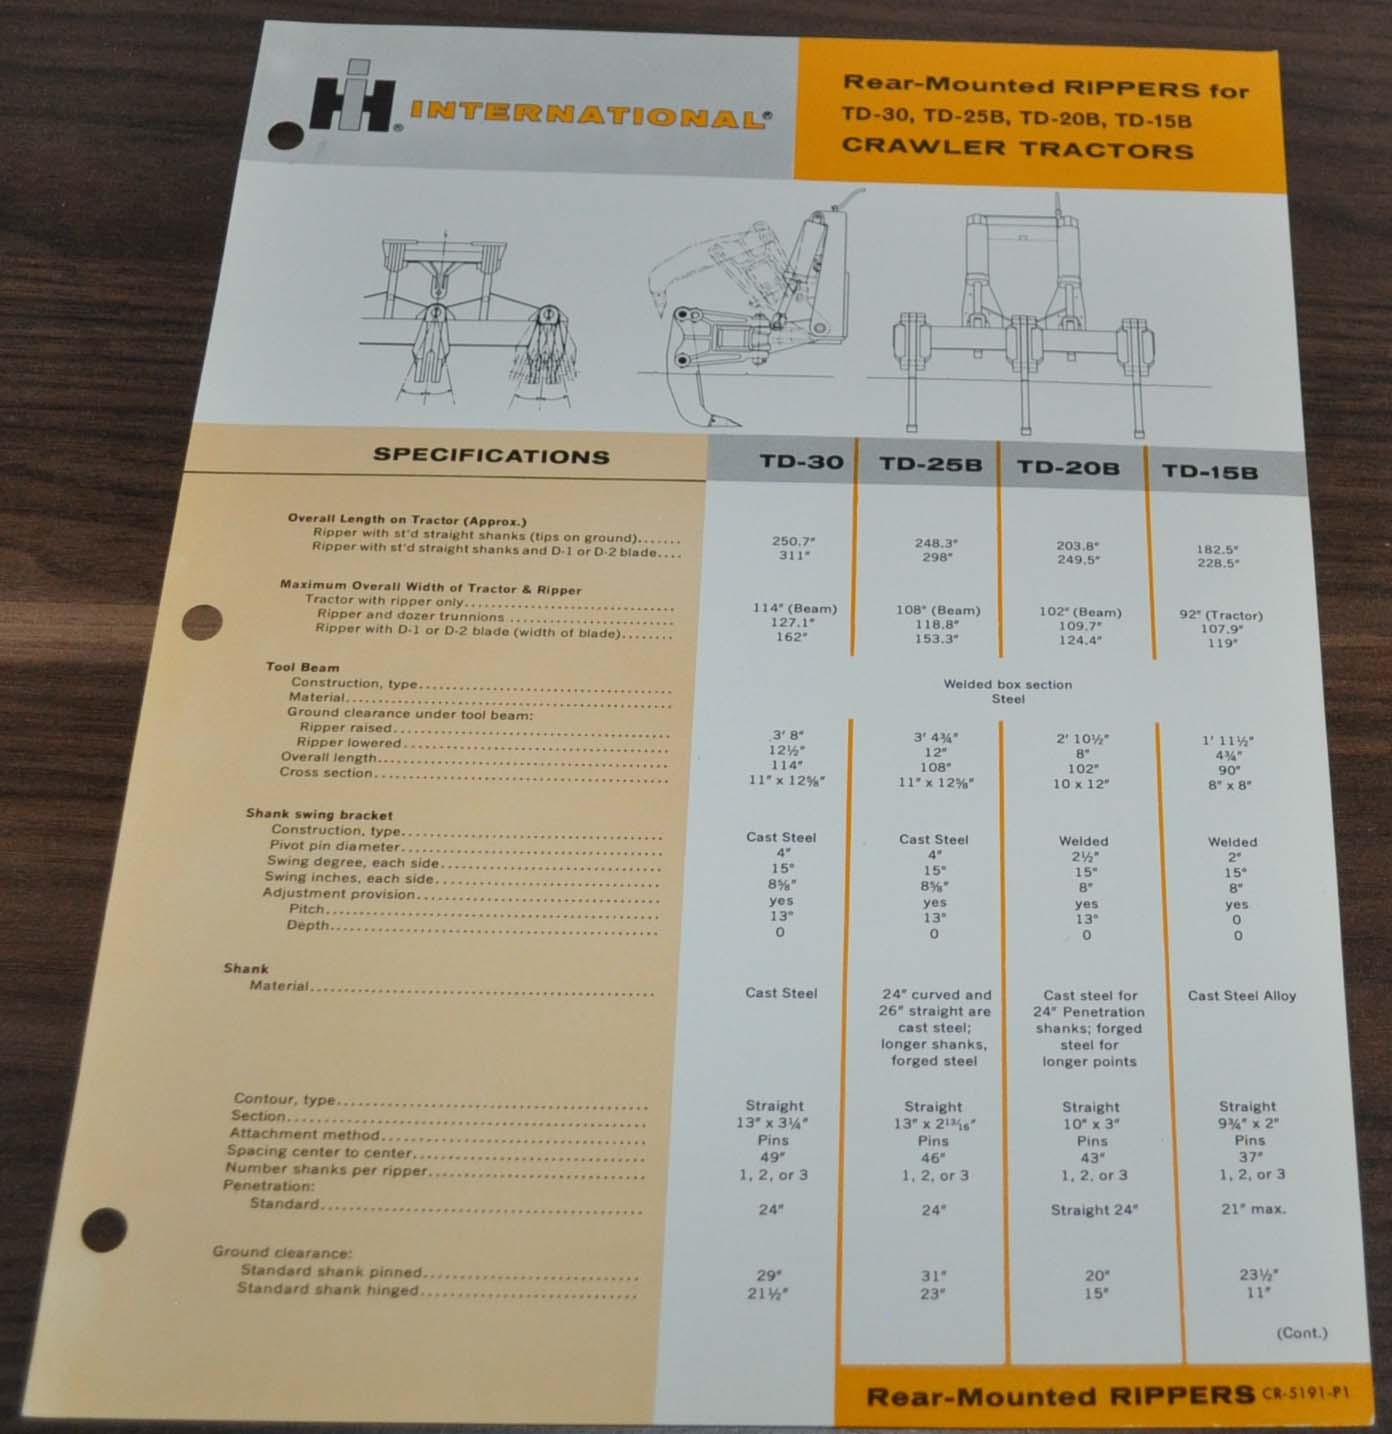 IH® INTERNATIONAL®
Rear-Mounted RIPPERS for
TD-30, TD-25B, TD-20B, TD-15B
CRAWLER TRACTORS
SPECIFICATIONS TD-30 TD-25B TD-20B TD-15B
Overall Length on Tractor (Approx.)
Ripper with st'd straight shanks (tips on ground)....... 250.7" 248.3" 203.8" 182.5"
Ripper with st'd straight shanks and D-1 or D-2 blade.... 311" 298" 249.5" 228.5"
Maximum Overall Width of Tractor & Ripper
Tractor with ripper only.............................. 114" (Beam) 108" (Beam) 102" (Beam) 92" (Tractor)
Ripper and dozer trunnions ........................ 127.1" 118.8" 109.7" 107.9"
Ripper with D-1 or D-2 blade (width of blade)........ 162" 153.3" 124.4" 119"
Tool Beam
Construction, type.................................... Welded box section
Material.............................................. Steel
Ground clearance under tool beam:
Ripper raised........................................ 3' 8" 3' 4¾" 2' 10½" 1' 11½"
Ripper lowered...................................... 12½" 12" 8" 4¾"
Overall length........................................ 114" 108" 102" 90"
Cross section........................................ 11" x 12⅝" 11" x 12⅝" 10 x 12" 8" x 8"
Shank swing bracket
Construction, type.................................... Cast Steel Cast Steel Welded Welded
Pivot pin diameter.................................... 4" 4" 2½" 2"
Swing degree, each side.............................. 15° 15° 15° 15°
Swing inches, each side.............................. 8⅝" 8⅝" 8" 8"
Adjustment provision.................................. yes yes yes yes
Pitch................................................ 13° 13° 13° 0
Depth................................................ 0 0 0 0
Shank
Material.............................................. Cast Steel 24" curved and Cast steel for Cast Steel Alloy
26" straight are 24" Penetration
cast steel; shanks; forged
longer shanks, steel for
forged steel longer points
Contour, type........................................ Straight Straight Straight Straight
Section.............................................. 13" x 3¼" 13" x 2¹³⁄₁₆" 10" x 3" 9¾" x 2"
Attachment method.................................... Pins Pins Pins Pins
Spacing center to center.............................. 49" 46" 43" 37"
Number shanks per ripper.............................. 1, 2, or 3 1, 2, or 3 1, 2, or 3 1, 2, or 3
Penetration:
Standard............................................ 24" 24" Straight 24" 21" max.
Ground clearance:
Standard shank pinned.............................. 29" 31" 20" 23½"
Standard shank hinged.............................. 21½" 23" 15" 11"
(Cont.)
Rear-Mounted RIPPERS CR-5191-P1